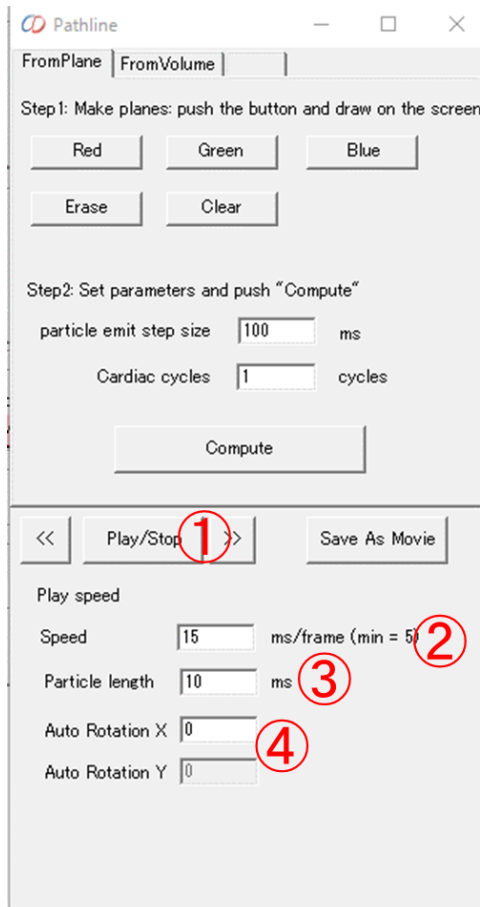 Pathline
FromPlane FromVolume
Step1: Make planes: push the button and draw on the screen
Red Green Blue
Erase Clear
Step2: Set parameters and push "Compute"
particle emit step size 100 ms
Cardiac cycles 1 cycles
Compute
<< Play/Stop ① >> Save As Movie
Play speed
Speed 15 ms/frame (min = 5) ②
Particle length 10 ms ③
Auto Rotation X 0
④
Auto Rotation Y 0